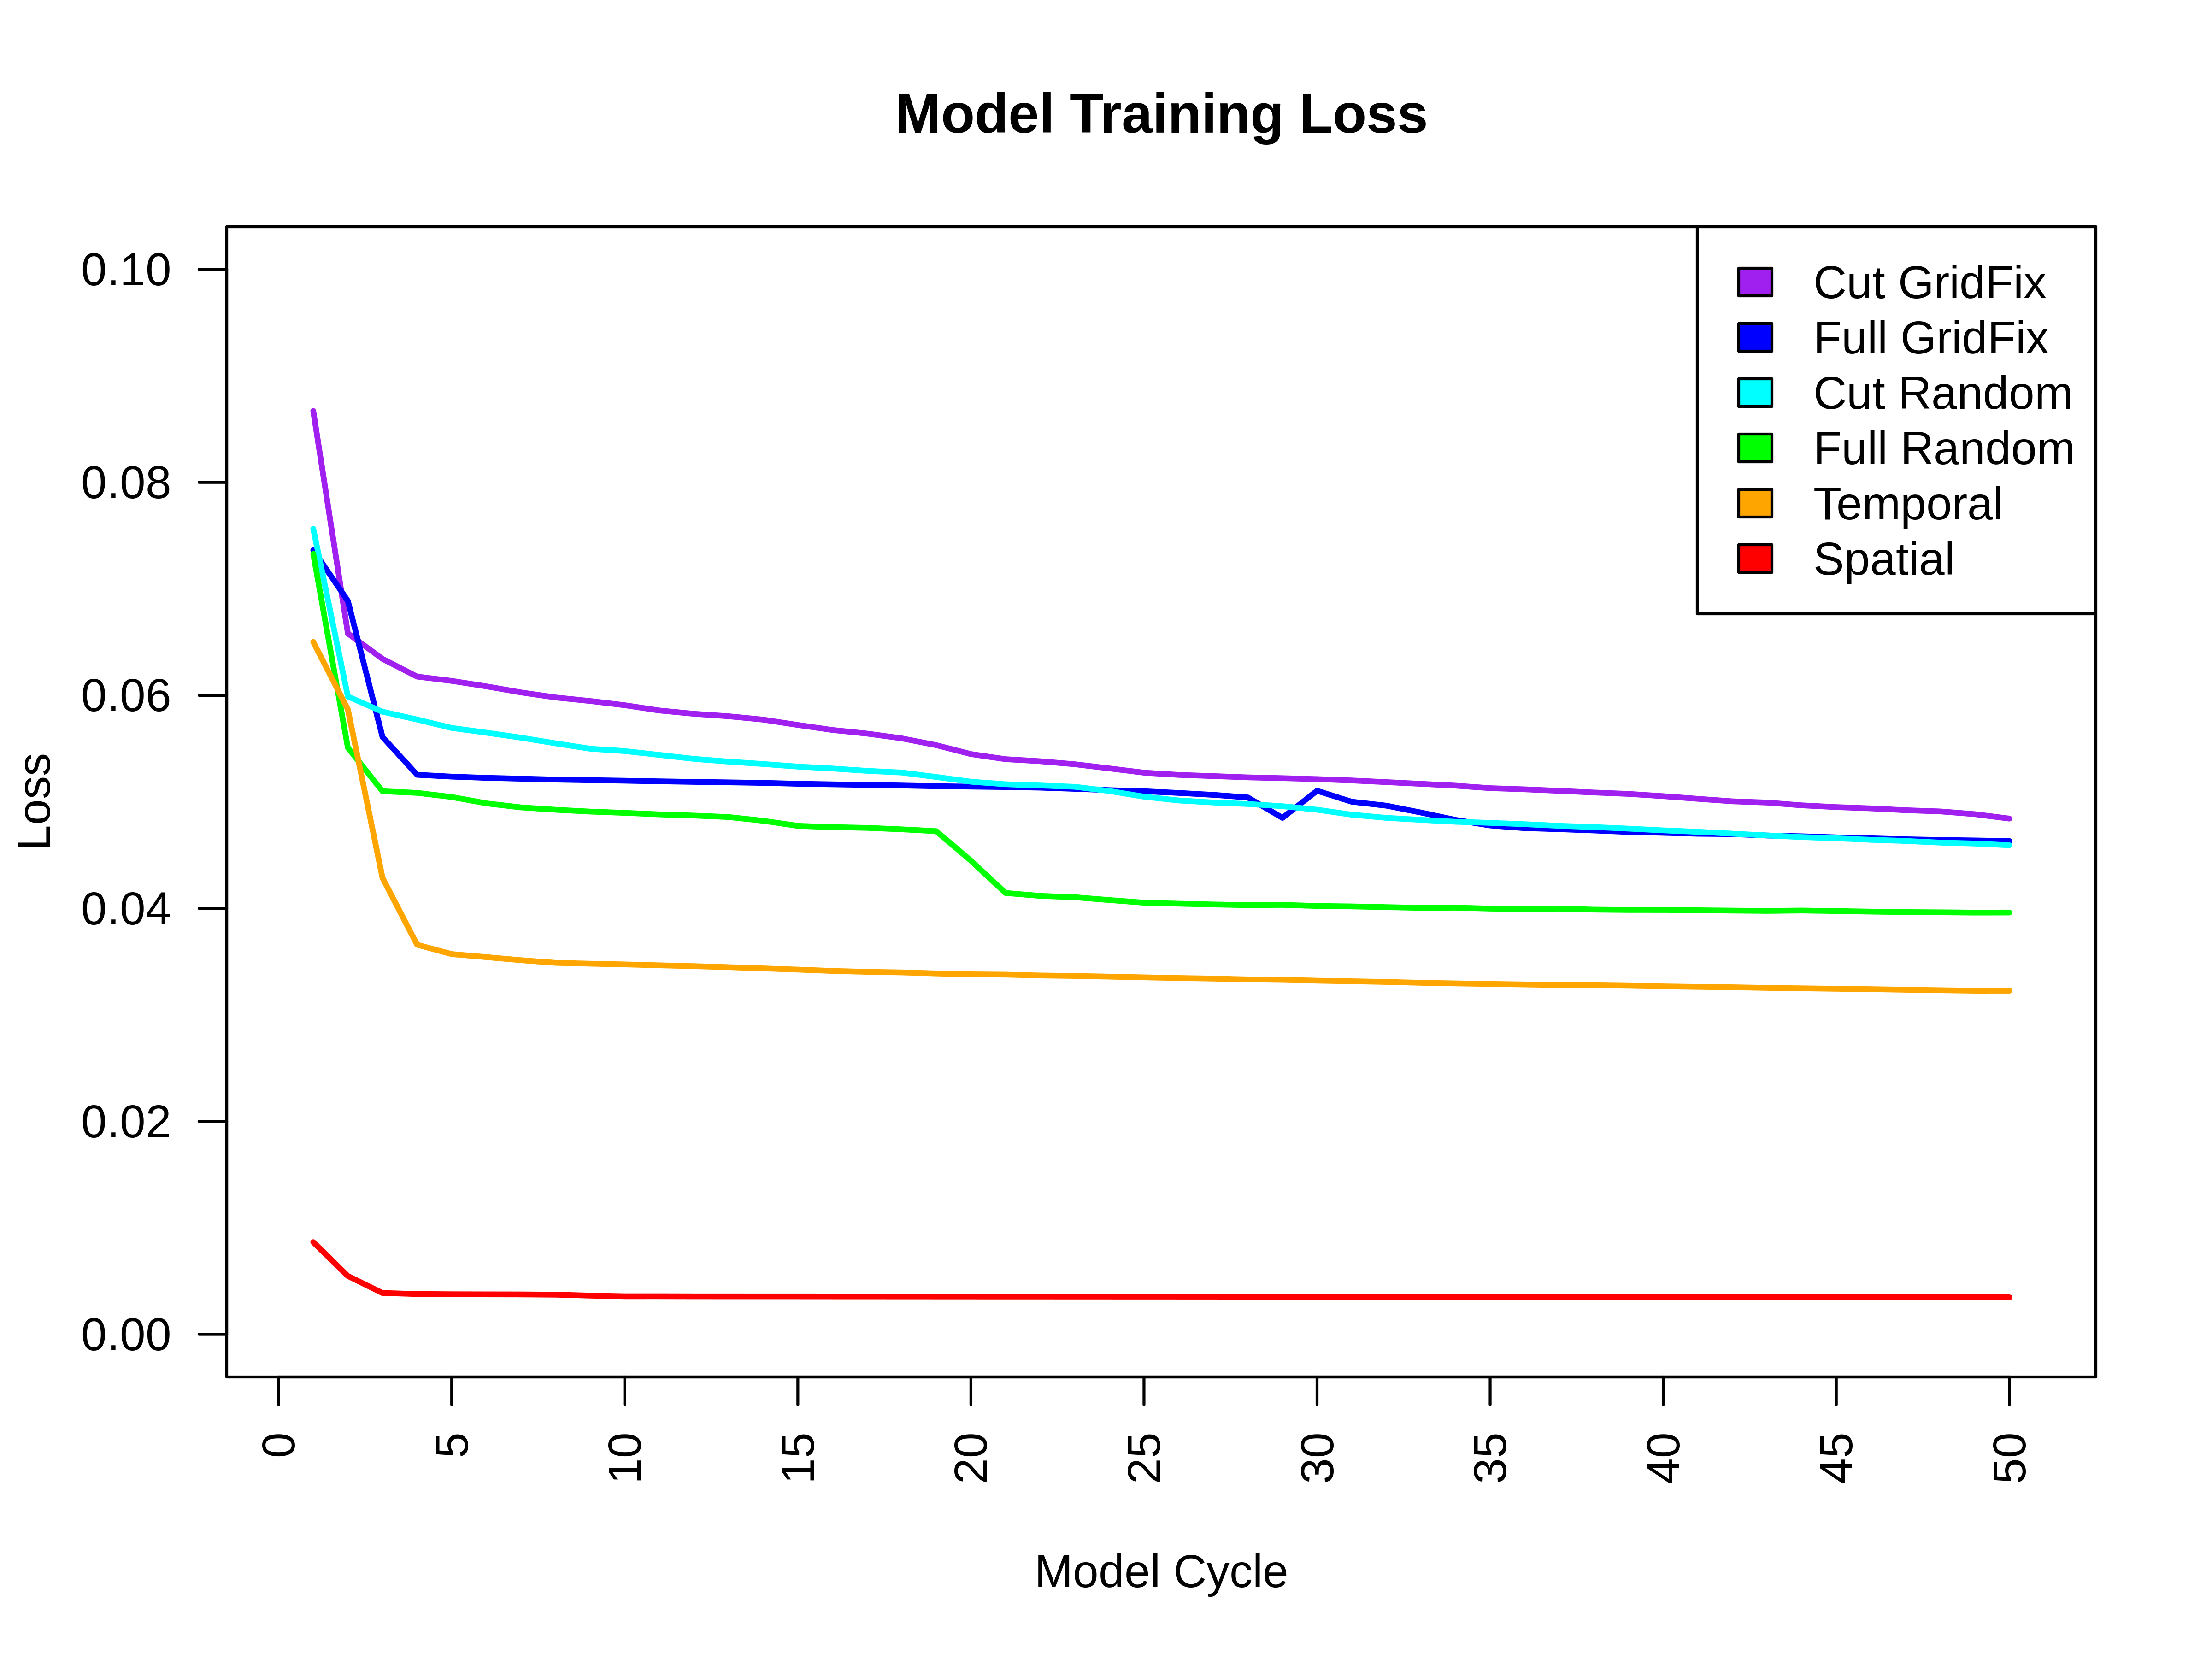 Model Training Loss
0.10
0.08
0.06
0.04
0.02
0.00
Loss
Cut GridFix
Full GridFix
Cut Random
Full Random
Temporal
Spatial
0 5 10 15 20 25 30 35 40 45 50
Model Cycle